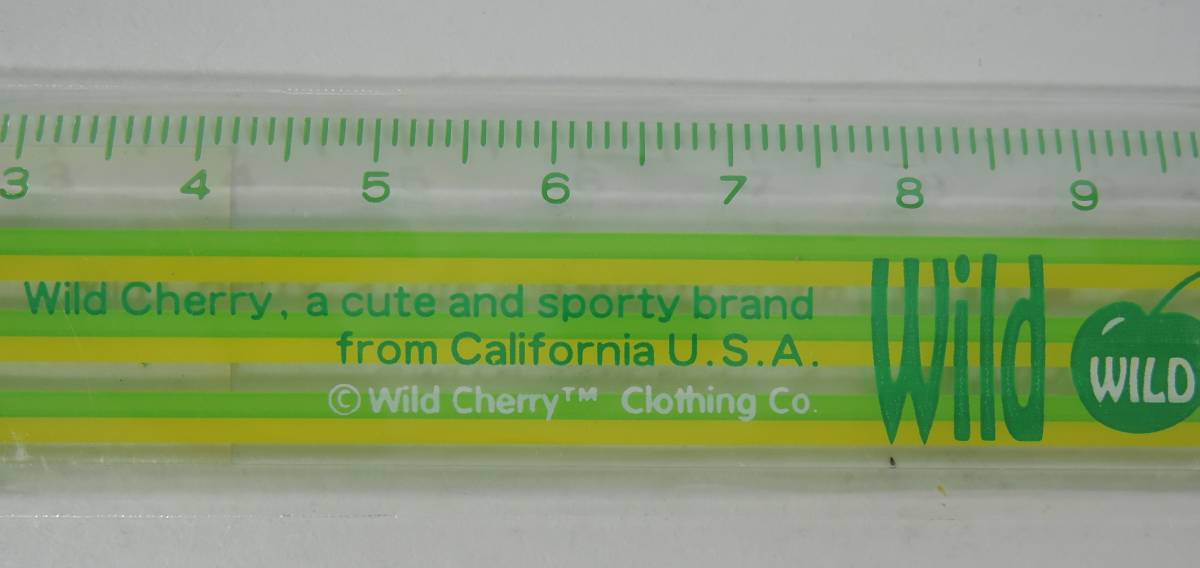 3 4 5 6 7 8 9
Wild Cherry, a cute and sporty brand
from California U.S.A.
© Wild Cherry™ Clothing Co.
Wild
WILD